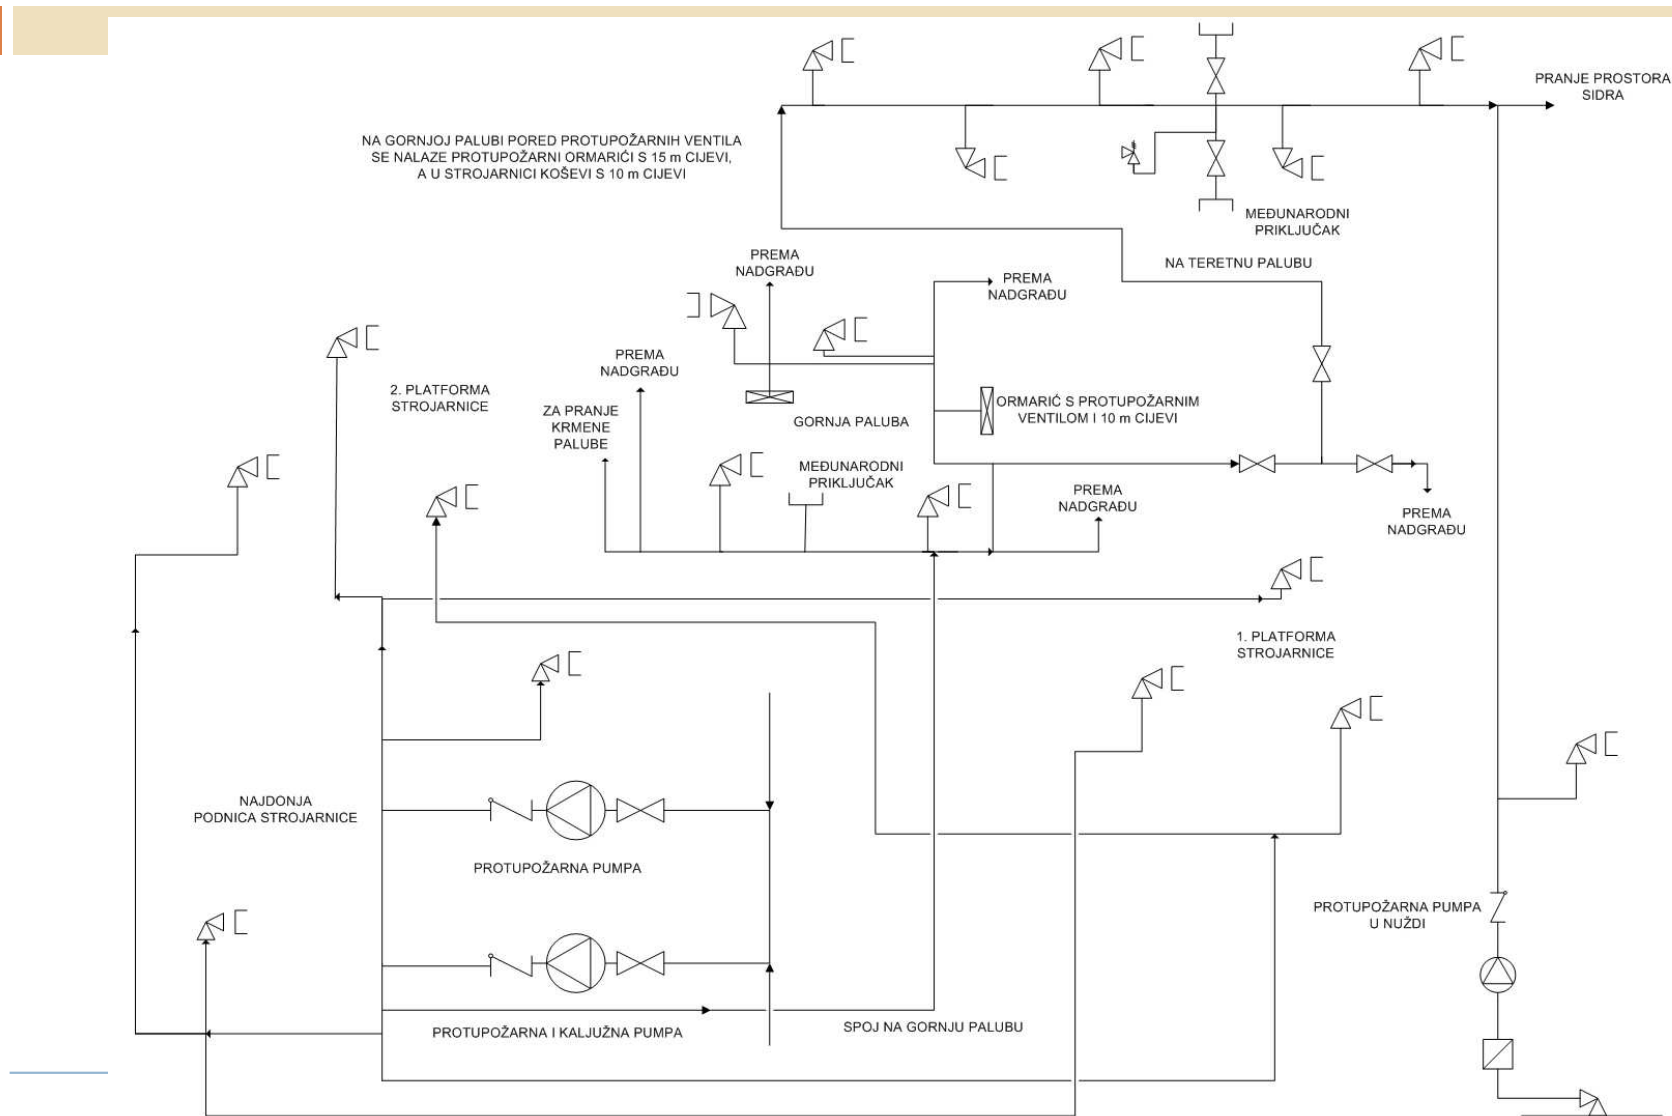 PRANJE PROSTORA
SIDRA
NA GORNJOJ PALUBI PORED PROTUPOŽARNIH VENTILA
SE NALAZE PROTUPOŽARNI ORMARIĆI S 15 m CIJEVI,
A U STROJARNICI KOŠEVI S 10 m CIJEVI
MEĐUNARODNI
PRIKLJUČAK
NA TERETNU PALUBU
PREMA
NADGRAĐU
PREMA
NADGRAĐU
PREMA
NADGRAĐU
2. PLATFORMA
STROJARNICE
ZA PRANJE
KRMENE
PALUBE
GORNJA PALUBA
ORMARIĆ S PROTUPOŽARNIM
VENTILOM I 10 m CIJEVI
MEĐUNARODNI
PRIKLJUČAK
PREMA
NADGRAĐU
PREMA
NADGRAĐU
1. PLATFORMA
STROJARNICE
NAJDONJA
PODNICA STROJARNICE
PROTUPOŽARNA PUMPA
PROTUPOŽARNA PUMPA
U NUŽDI
PROTUPOŽARNA I KALJUŽNA PUMPA
SPOJ NA GORNJU PALUBU